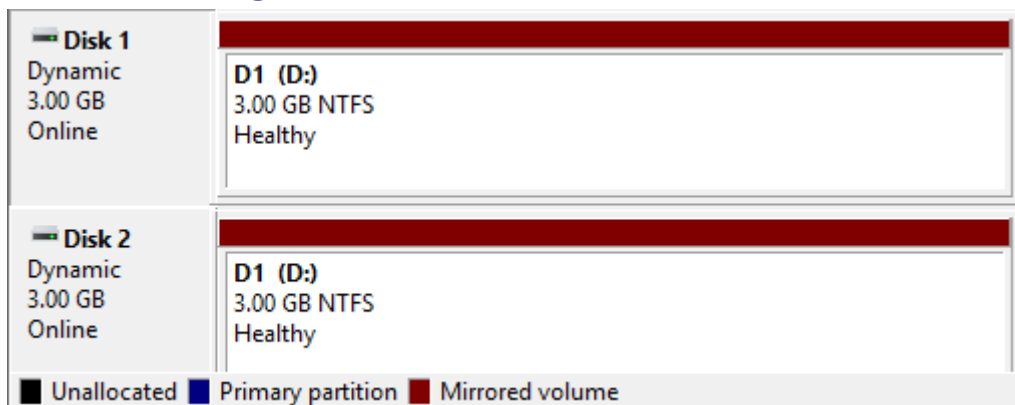 Disk 1
Dynamic
3.00 GB
Online
D1 (D:)
3.00 GB NTFS
Healthy
Disk 2
Dynamic
3.00 GB
Online
D1 (D:)
3.00 GB NTFS
Healthy
Unallocated Primary partition Mirrored volume